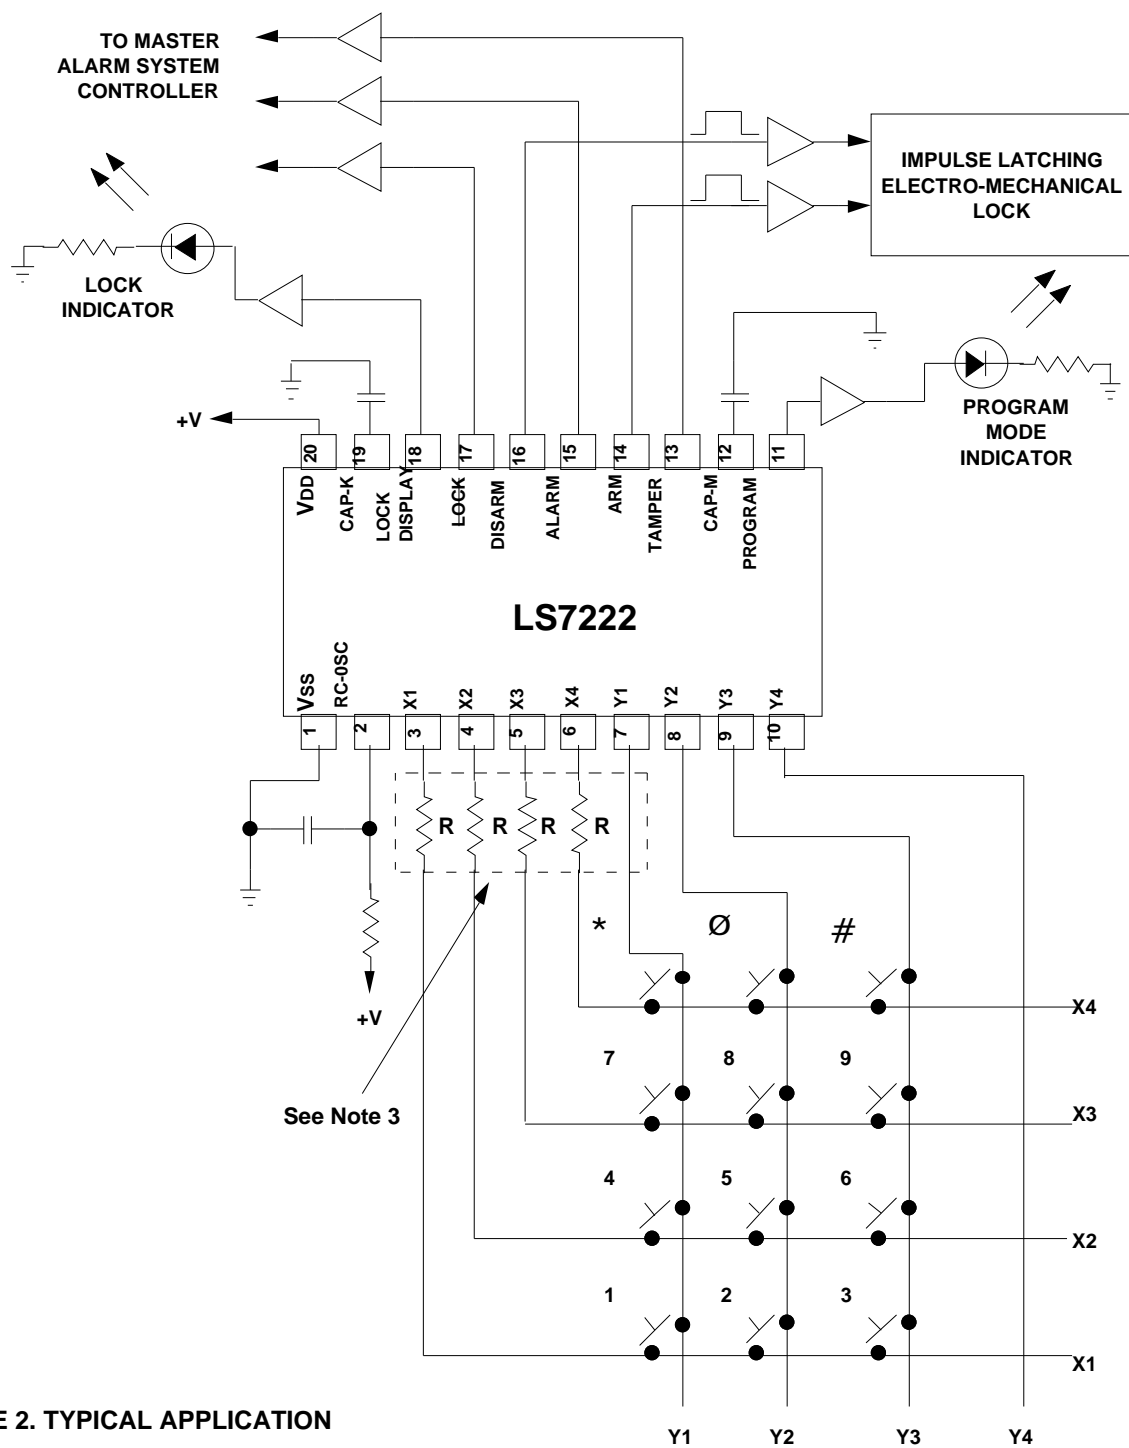 TO MASTER
ALARM SYSTEM
CONTROLLER
IMPULSE LATCHING
ELECTRO-MECHANICAL
LOCK
LOCK
INDICATOR
+V
PROGRAM
MODE
INDICATOR
20
19
18
17
16
15
14
13
12
11
VDD
CAP-K
LOCK
DISPLAY
LOCK
DISARM
ALARM
ARM
TAMPER
CAP-M
PROGRAM
LS7222
VSS
RC-0SC
X1
X2
X3
X4
Y1
Y2
Y3
Y4
1
2
3
4
5
6
7
8
9
10
R
R
R
R
* Ø #
+V
X4
7 8 9
See Note 3
X3
4 5 6
X2
1 2 3
X1
E 2. TYPICAL APPLICATION
Y1 Y2 Y3 Y4